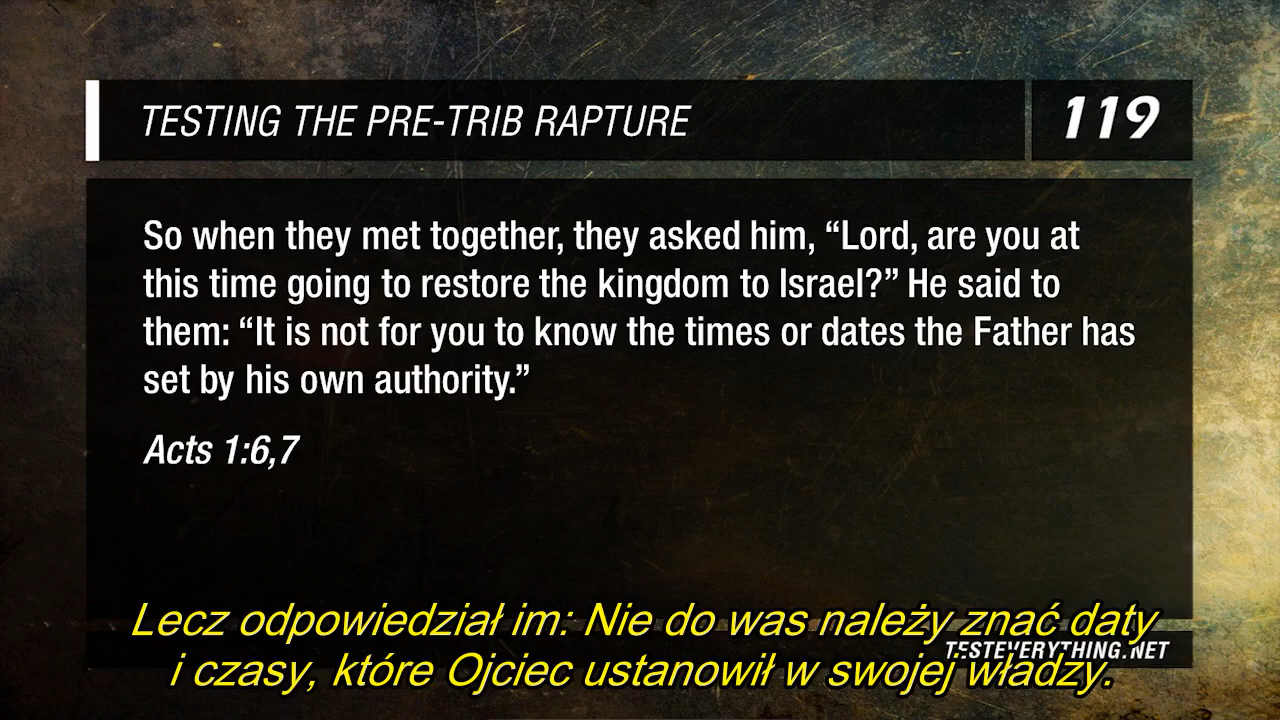 TESTING THE PRE-TRIB RAPTURE
119
So when they met together, they asked him, “Lord, are you at
this time going to restore the kingdom to Israel?” He said to
them: “It is not for you to know the times or dates the Father has
set by his own authority.”
Acts 1:6,7
Lecz odpowiedział im: Nie do was należy znać daty
TESTEVERYTHING.NET
i czasy, które Ojciec ustanowił w swojej władzy.